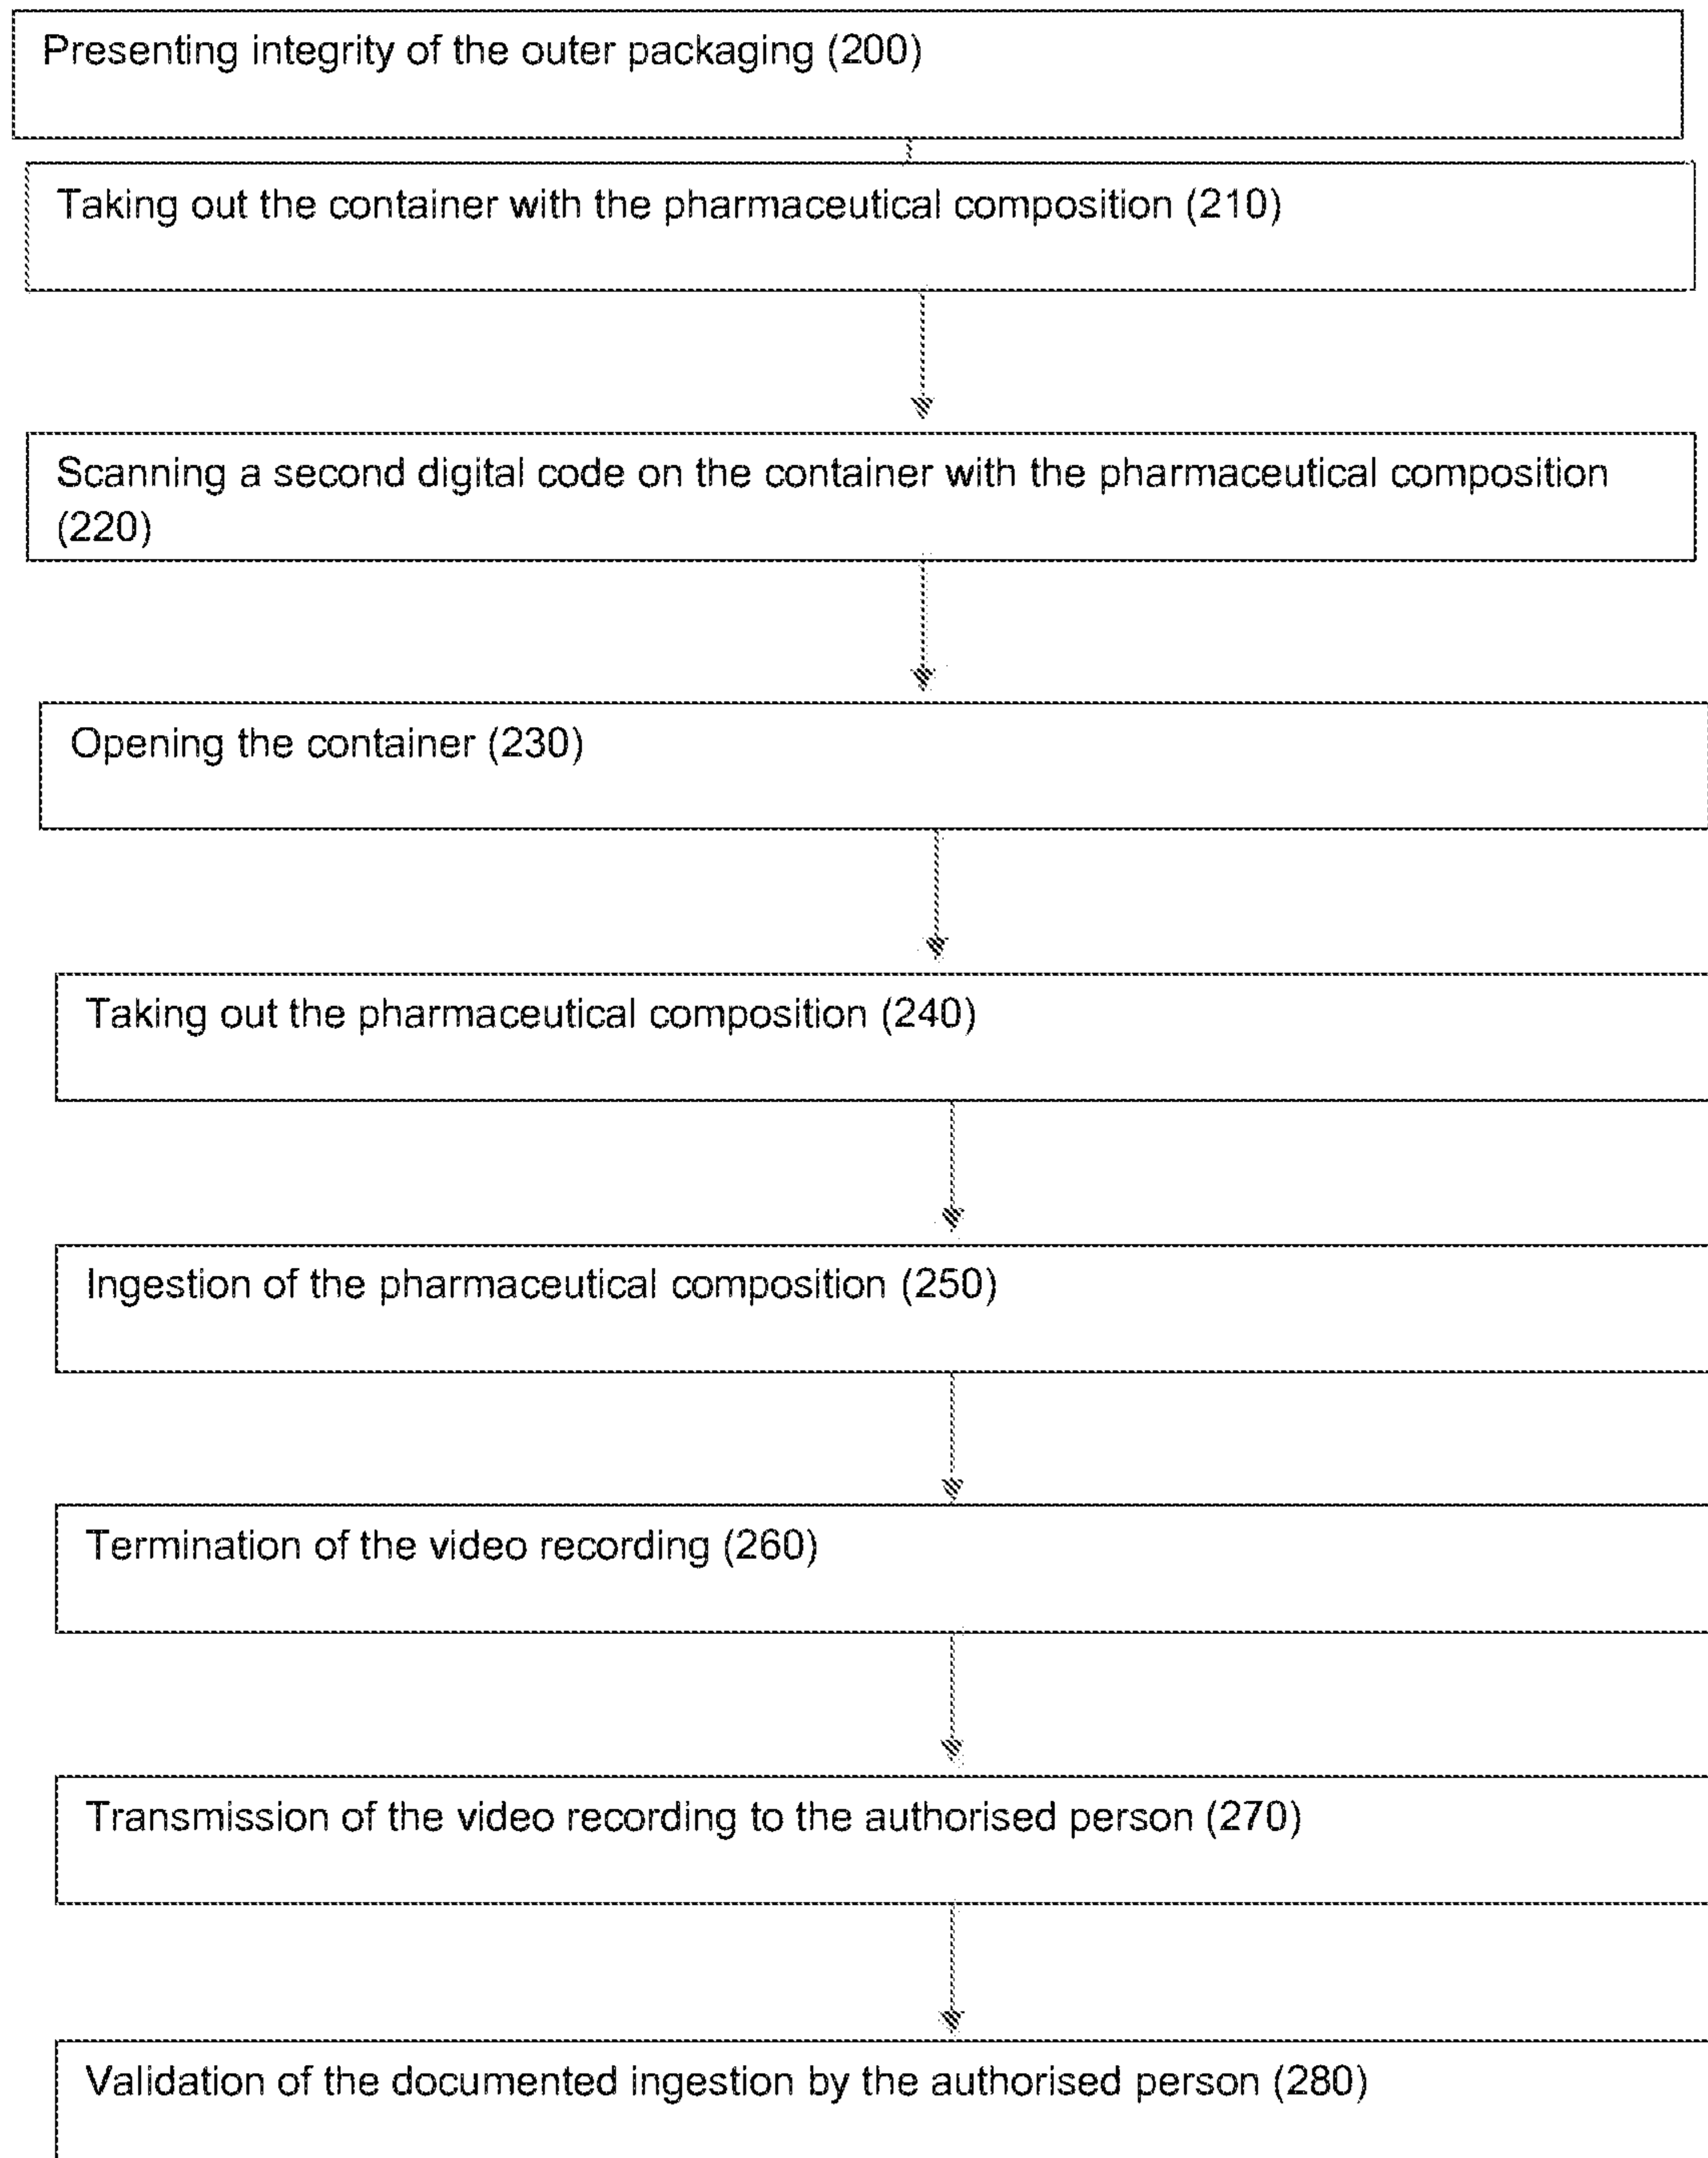 Presenting integrity of the outer packaging (200)
Taking out the container with the pharmaceutical composition (210)
Scanning a second digital code on the container with the pharmaceutical composition
(220)
Opening the container (230)
Taking out the pharmaceutical composition (240)
Ingestion of the pharmaceutical composition (250)
Termination of the video recording (260)
Transmission of the video recording to the authorised person (270)
Validation of the documented ingestion by the authorised person (280)